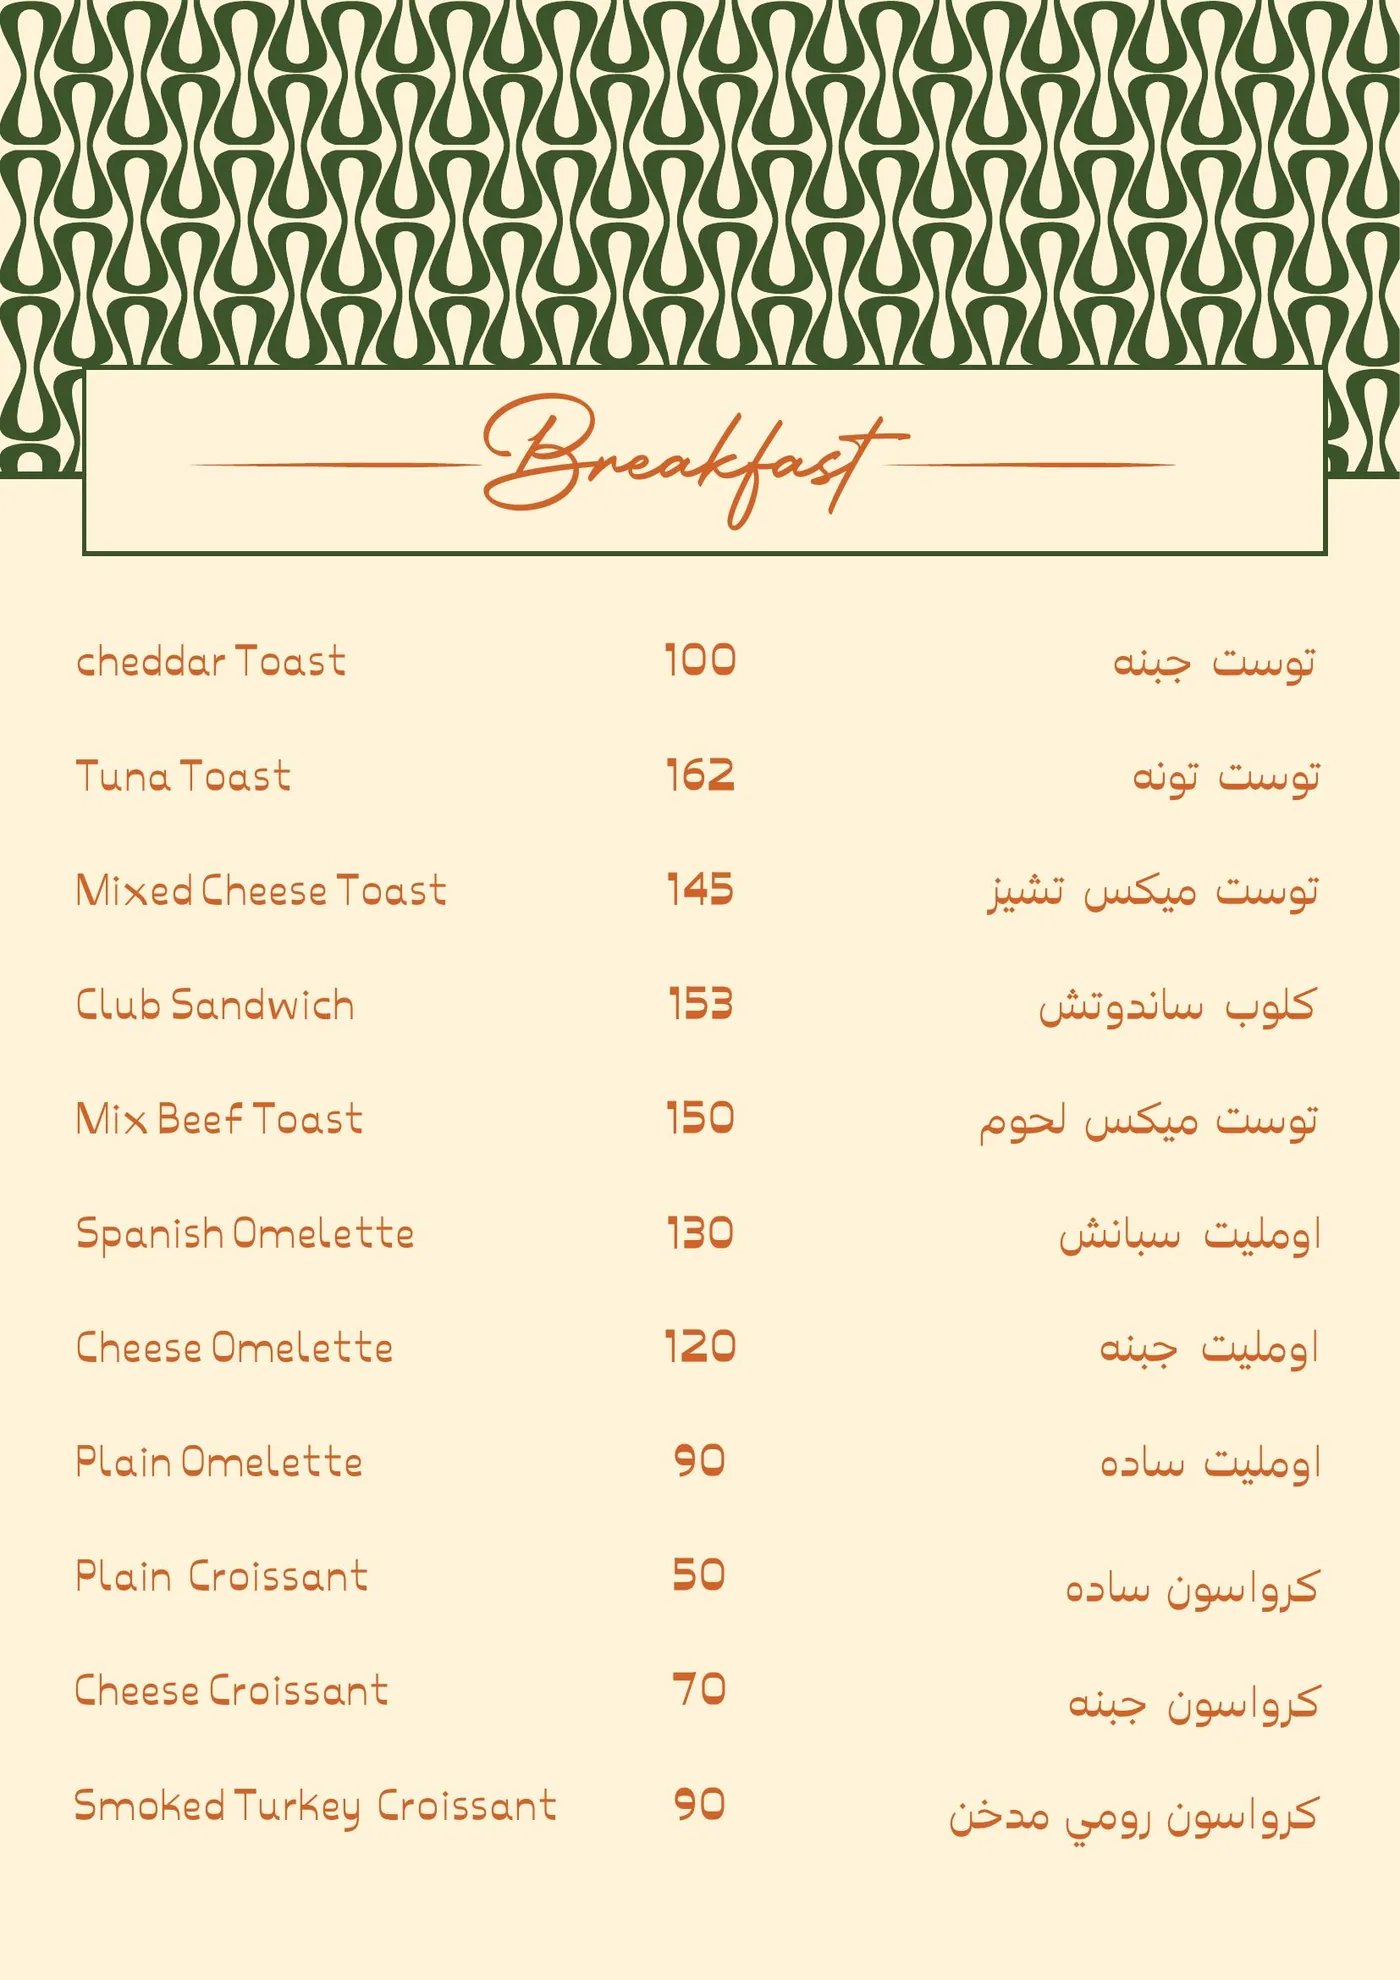 Breakfast
cheddar Toast 100 توست جبنه
Tuna Toast 162 توست تونه
Mixed Cheese Toast 145 توست ميكس تشيز
Club Sandwich 153 كلوب ساندوتش
Mix Beef Toast 150 توست ميكس لحوم
Spanish Omelette 130 اومليت سبانش
Cheese Omelette 120 اومليت جبنه
Plain Omelette 90 اومليت ساده
Plain Croissant 50 كرواسون ساده
Cheese Croissant 70 كرواسون جبنه
Smoked Turkey Croissant 90 كرواسون رومي مدخن